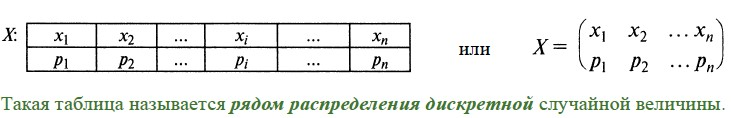 X: x₁ x₂ ... xᵢ ... xₙ
p₁ p₂ ... pᵢ ... pₙ
или
X = (x₁ x₂ ... xₙ
p₁ p₂ ... pₙ)
Такая таблица называется рядом распределения дискретной случайной величины.